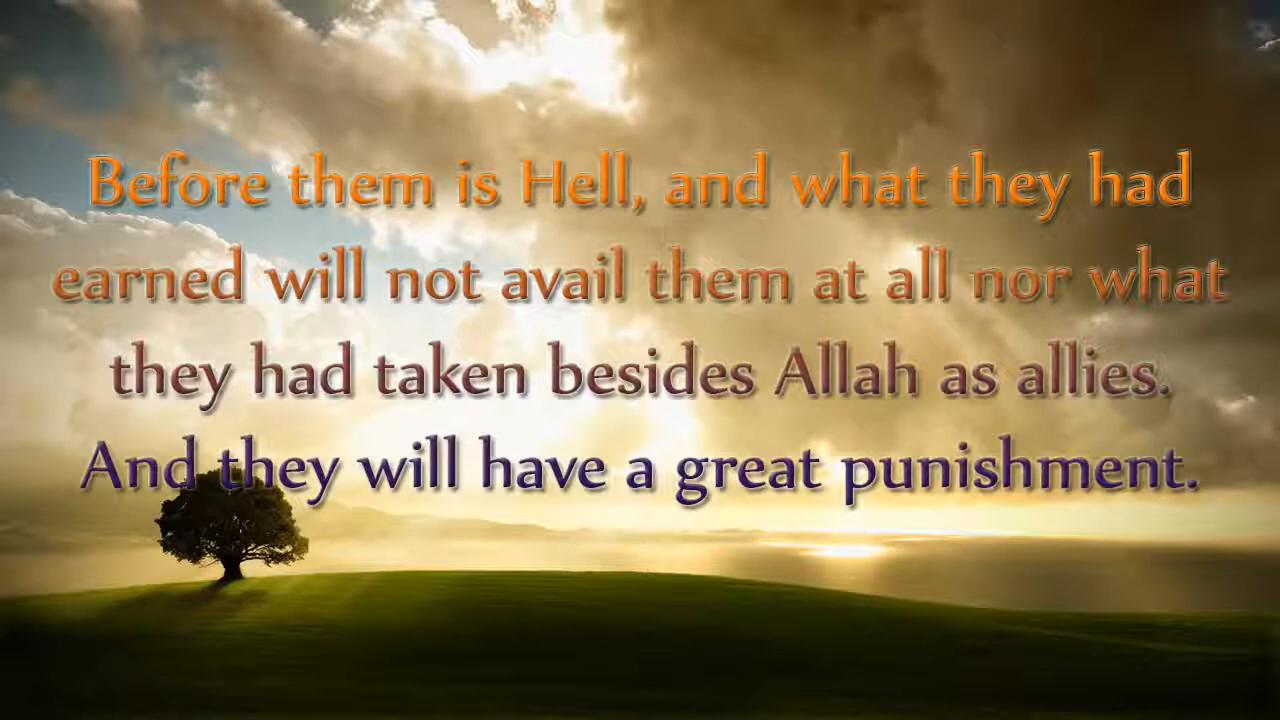 Before them is Hell, and what they had
earned will not avail them at all nor what
they had taken besides Allah as allies.
And they will have a great punishment.